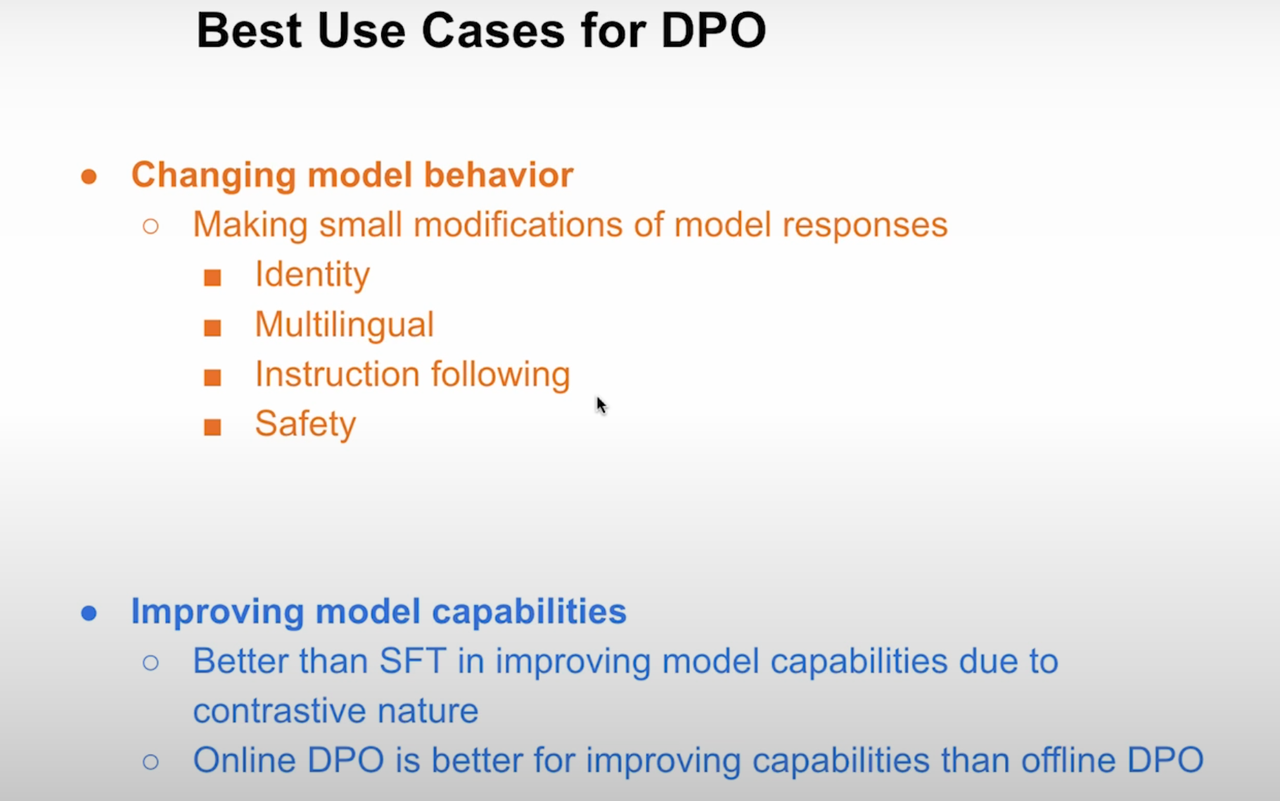 Best Use Cases for DPO
● Changing model behavior
○ Making small modifications of model responses
■ Identity
■ Multilingual
■ Instruction following
■ Safety
● Improving model capabilities
○ Better than SFT in improving model capabilities due to
contrastive nature
○ Online DPO is better for improving capabilities than offline DPO